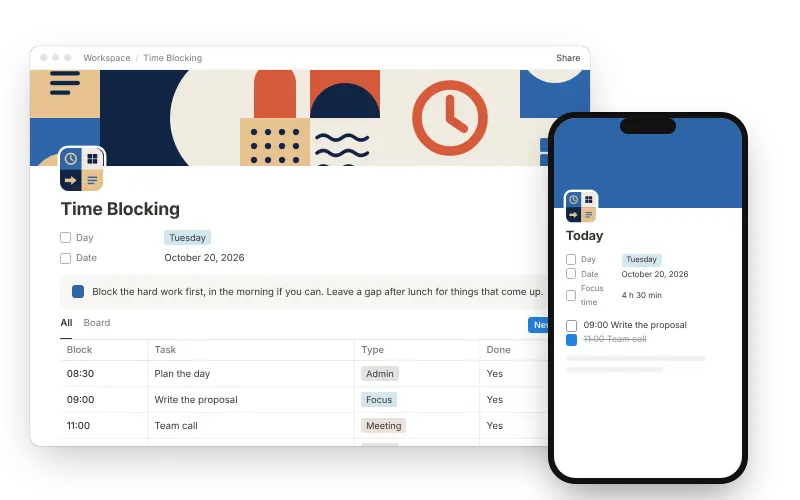 Workspace / Time Blocking
Share
Time Blocking
Day Tuesday
Date October 20, 2026
Block the hard work first, in the morning if you can. Leave a gap after lunch for things that come up.
All Board
Block Task Type Done
08:30 Plan the day Admin Yes
09:00 Write the proposal Focus Yes
11:00 Team call Meeting Yes
Today
Day Tuesday
Date October 20, 2026
Focus
time 4 h 30 min
09:00 Write the proposal
11:00 Team call